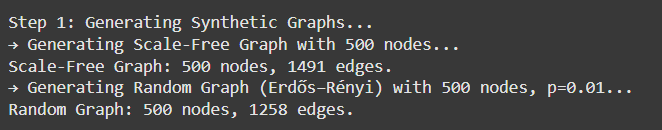 Step 1: Generating Synthetic Graphs...
→ Generating Scale-Free Graph with 500 nodes...
Scale-Free Graph: 500 nodes, 1491 edges.
→ Generating Random Graph (Erdős–Rényi) with 500 nodes, p=0.01...
Random Graph: 500 nodes, 1258 edges.